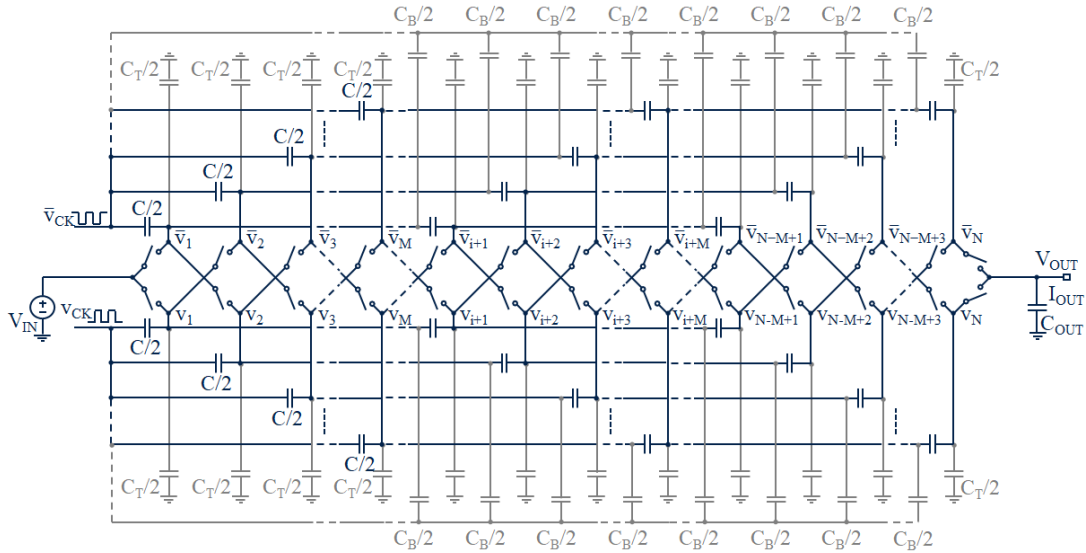 C_B/2 C_B/2 C_B/2 C_B/2 C_B/2 C_B/2 C_B/2 C_B/2
C_T/2 C_T/2 C_T/2 C_T/2 C_T/2
C/2
C/2
C/2
C/2
v̄_CK
v̄_1 v̄_2 v̄_3 v̄_M v̄_i+1 v̄_i+2 v̄_i+3 v̄_i+M v̄_N−M+1 v̄_N−M+2 v̄_N−M+3 v̄_N
V_OUT
I_OUT
V_IN v_CK
v_1 v_2 v_3 v_M v_i+1 v_i+2 v_i+3 v_i+M v_N-M+1 v_N-M+2 v_N-M+3 v_N
C_OUT
C/2
C/2
C/2
C/2
C_T/2 C_T/2 C_T/2 C_T/2 C_T/2
C_B/2 C_B/2 C_B/2 C_B/2 C_B/2 C_B/2 C_B/2 C_B/2